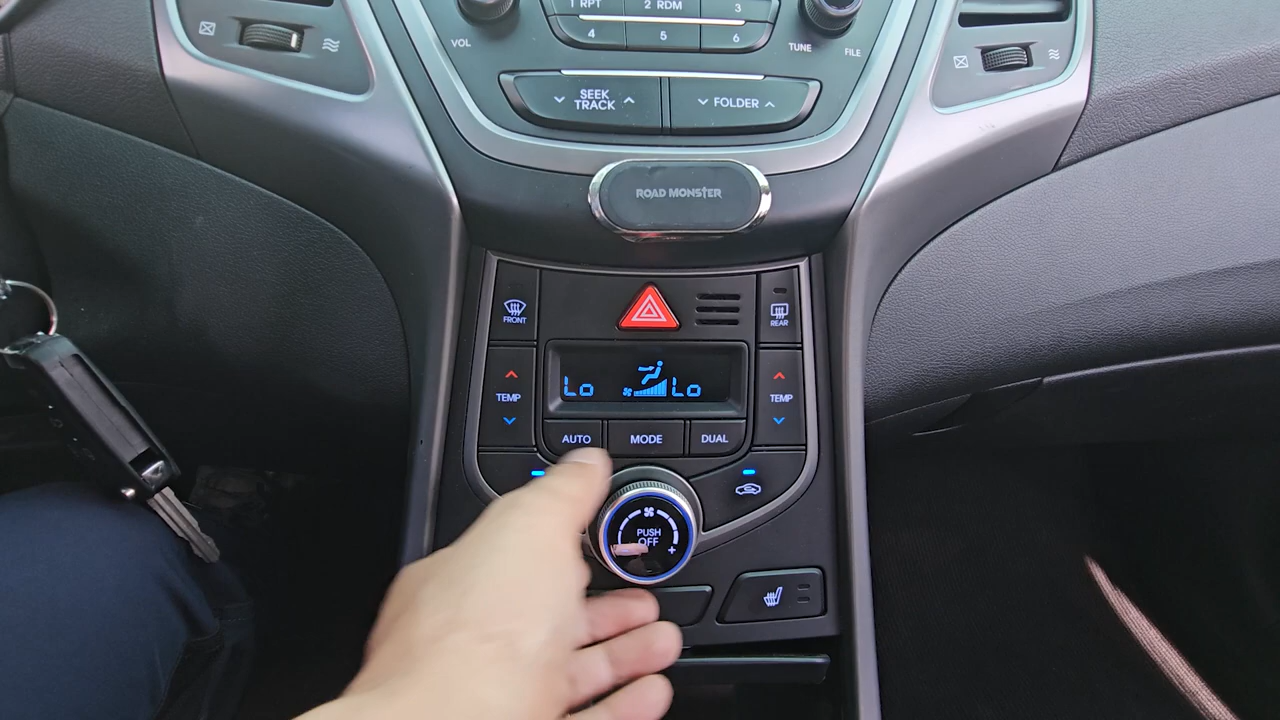 1 RPT
2 RDM
3
4
5
6
VOL
TUNE
FILE
SEEK
TRACK
FOLDER
ROAD MONSTER
FRONT
REAR
TEMP
Lo
Lo
TEMP
AUTO
MODE
DUAL
PUSH
OFF